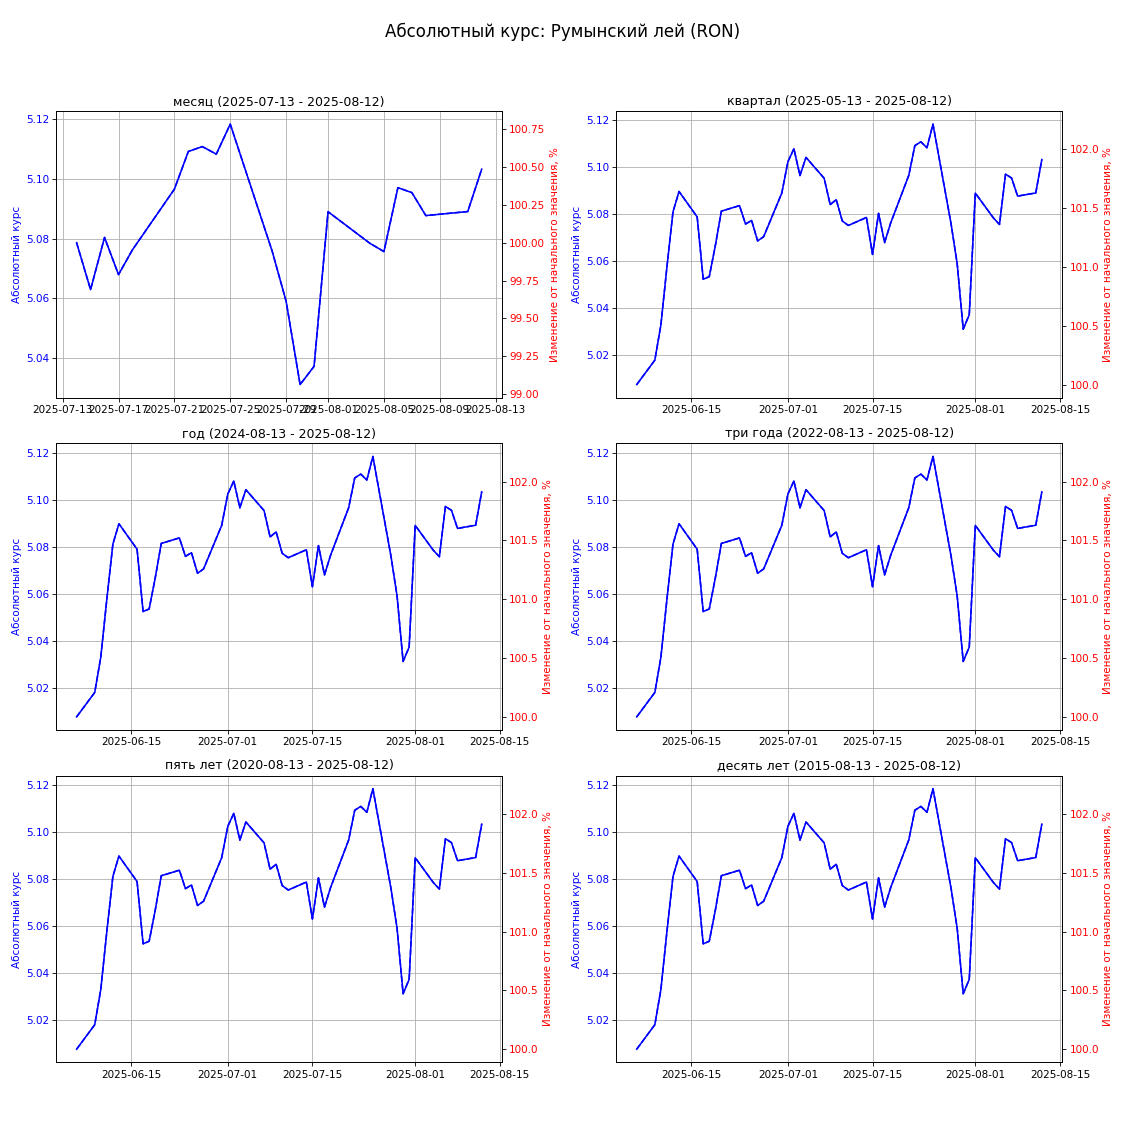 Абсолютный курс: Румынский лей (RON)
месяц (2025-07-13 - 2025-08-12)
5.12
5.10
5.08
5.06
5.04
Абсолютный курс
100.75
100.50
100.25
100.00
99.75
99.50
99.25
99.00
Изменение от начального значения, %
2025-07-13 2025-07-17 2025-07-21 2025-07-25 2025-07-29 2025-08-01 2025-08-05 2025-08-09 2025-08-13
квартал (2025-05-13 - 2025-08-12)
5.12
5.10
5.08
5.06
5.04
5.02
Абсолютный курс
102.0
101.5
101.0
100.5
100.0
Изменение от начального значения, %
2025-06-15 2025-07-01 2025-07-15 2025-08-01 2025-08-15
год (2024-08-13 - 2025-08-12)
5.12
5.10
5.08
5.06
5.04
5.02
Абсолютный курс
102.0
101.5
101.0
100.5
100.0
Изменение от начального значения, %
2025-06-15 2025-07-01 2025-07-15 2025-08-01 2025-08-15
три года (2022-08-13 - 2025-08-12)
5.12
5.10
5.08
5.06
5.04
5.02
Абсолютный курс
102.0
101.5
101.0
100.5
100.0
Изменение от начального значения, %
2025-06-15 2025-07-01 2025-07-15 2025-08-01 2025-08-15
пять лет (2020-08-13 - 2025-08-12)
5.12
5.10
5.08
5.06
5.04
5.02
Абсолютный курс
102.0
101.5
101.0
100.5
100.0
Изменение от начального значения, %
2025-06-15 2025-07-01 2025-07-15 2025-08-01 2025-08-15
десять лет (2015-08-13 - 2025-08-12)
5.12
5.10
5.08
5.06
5.04
5.02
Абсолютный курс
102.0
101.5
101.0
100.5
100.0
Изменение от начального значения, %
2025-06-15 2025-07-01 2025-07-15 2025-08-01 2025-08-15